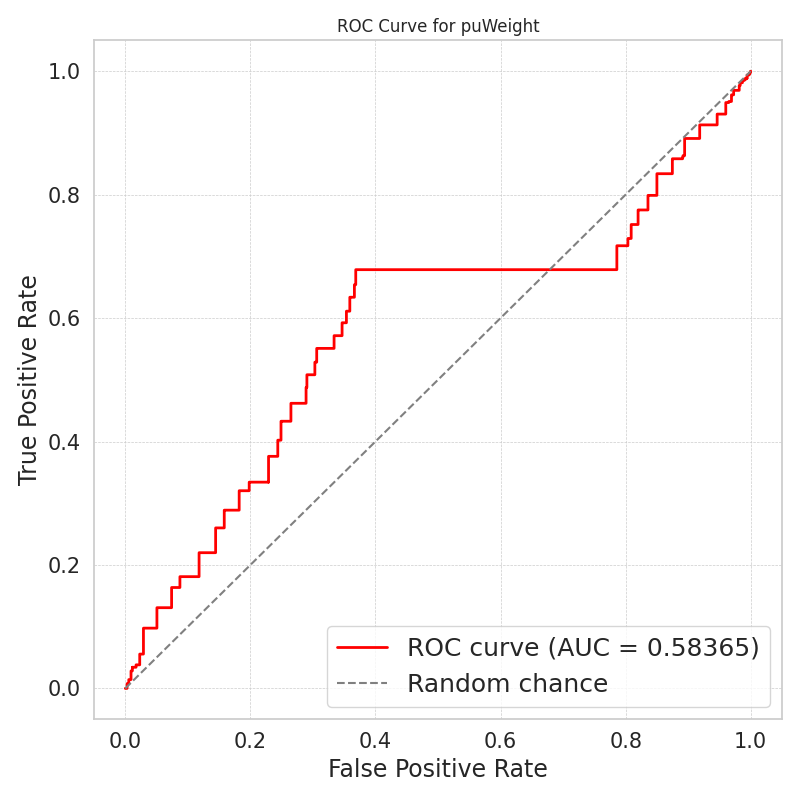 ROC Curve for puWeight
True Positive Rate
1.0
0.8
0.6
0.4
0.2
0.0
ROC curve (AUC = 0.58365)
Random chance
0.0 0.2 0.4 0.6 0.8 1.0
False Positive Rate